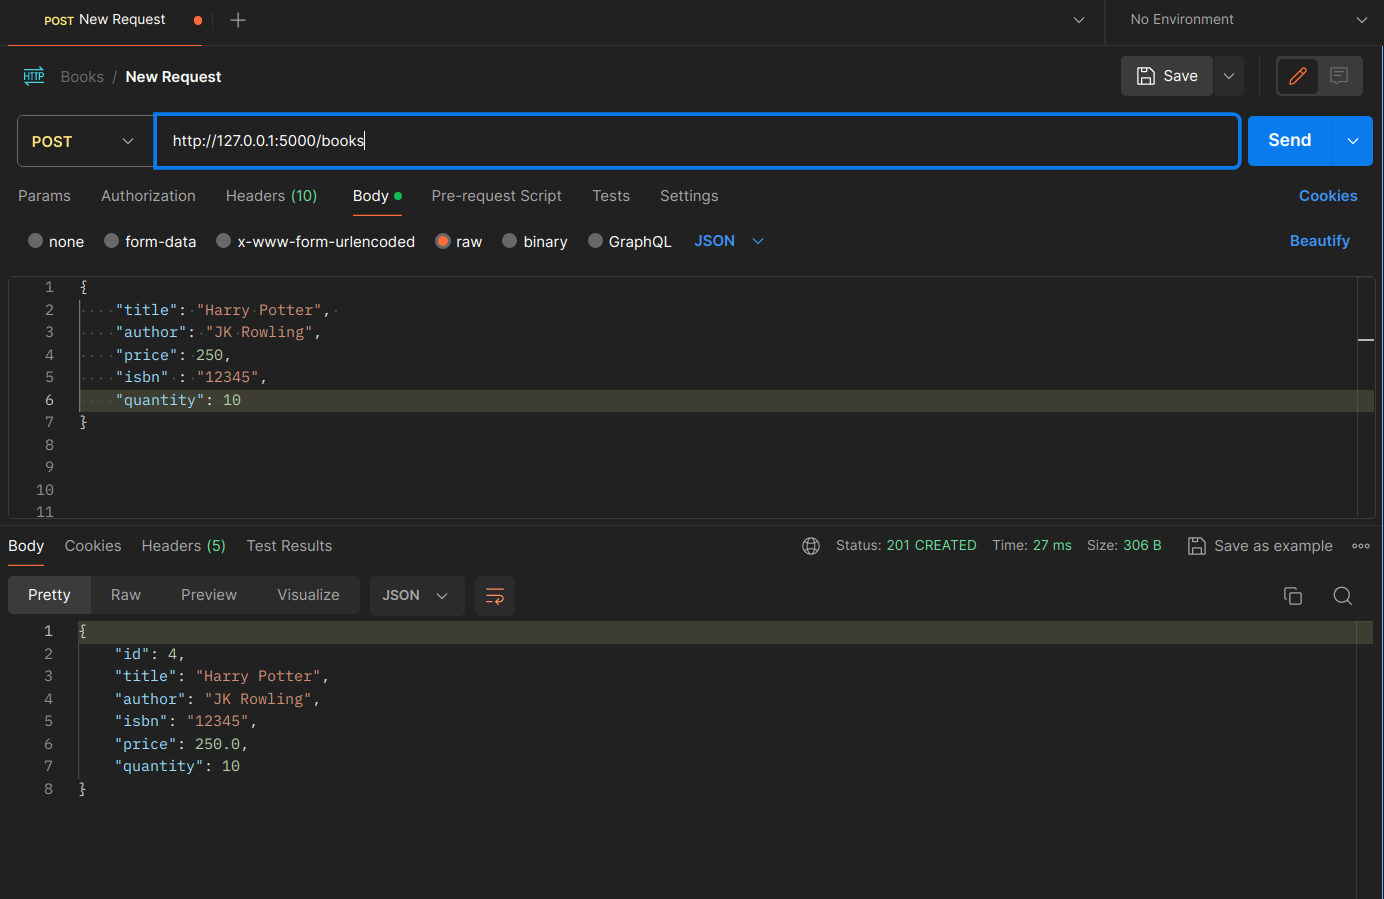 POST New Request
No Environment
HTTP Books / New Request
Save
POST http://127.0.0.1:5000/books Send
Params Authorization Headers (10) Body Pre-request Script Tests Settings Cookies
none form-data x-www-form-urlencoded raw binary GraphQL JSON Beautify
1 {
2 "title": "Harry Potter",
3 "author": "JK Rowling",
4 "price": 250,
5 "isbn" : "12345",
6 "quantity": 10
7 }
8
9
10
11
Body Cookies Headers (5) Test Results Status: 201 CREATED Time: 27 ms Size: 306 B Save as example
Pretty Raw Preview Visualize JSON
1 {
2 "id": 4,
3 "title": "Harry Potter",
4 "author": "JK Rowling",
5 "isbn": "12345",
6 "price": 250.0,
7 "quantity": 10
8 }